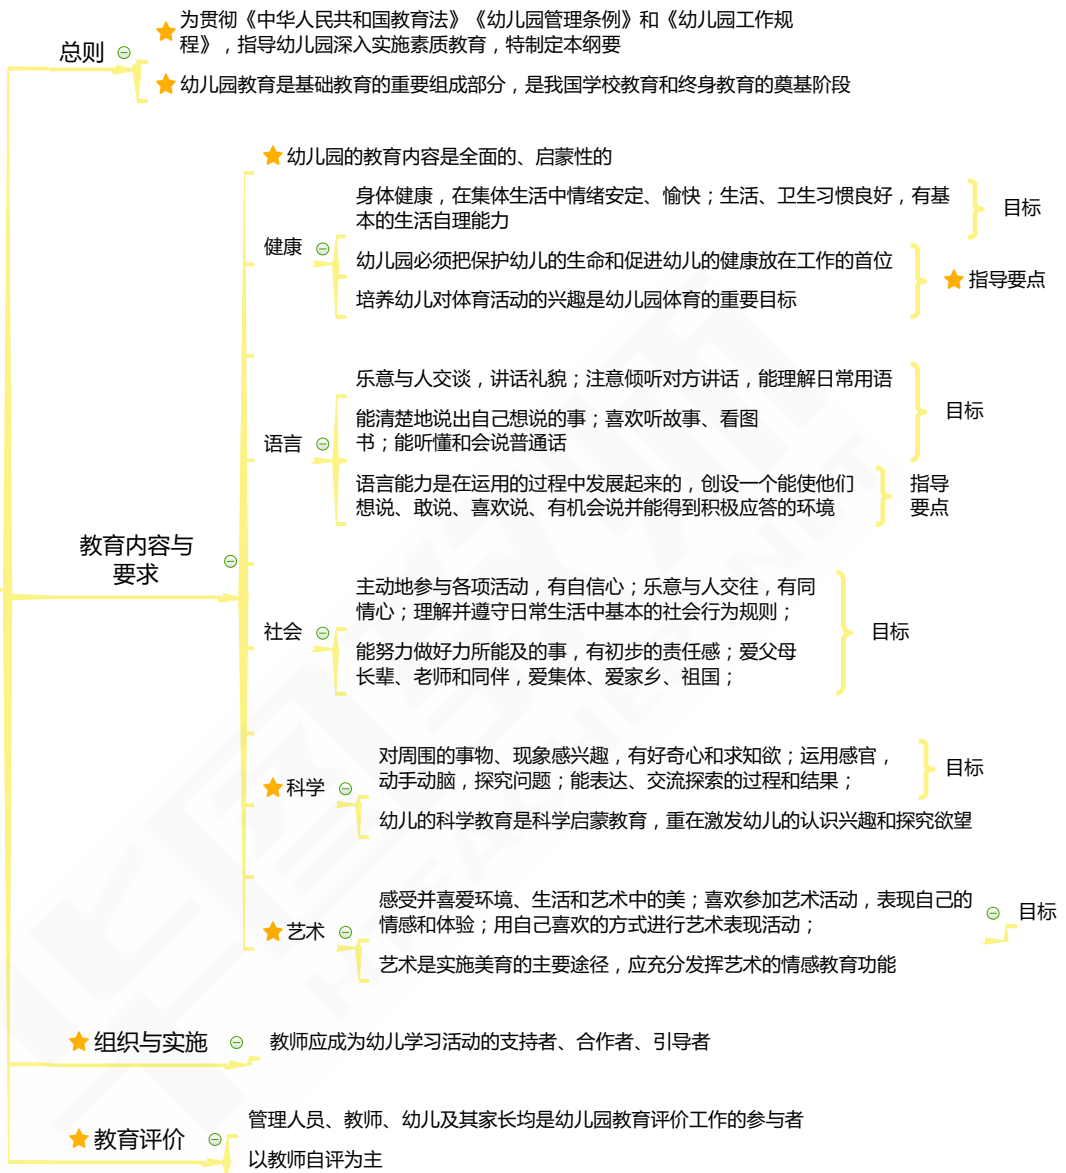 为贯彻《中华人民共和国教育法》《幼儿园管理条例》和《幼儿园工作规
程》，指导幼儿园深入实施素质教育，特制定本纲要
总则
幼儿园教育是基础教育的重要组成部分，是我国学校教育和终身教育的奠基阶段
幼儿园的教育内容是全面的、启蒙性的
身体健康，在集体生活中情绪安定、愉快；生活、卫生习惯良好，有基
本的生活自理能力
目标
健康
幼儿园必须把保护幼儿的生命和促进幼儿的健康放在工作的首位
培养幼儿对体育活动的兴趣是幼儿园体育的重要目标
指导要点
乐意与人交谈，讲话礼貌；注意倾听对方讲话，能理解日常用语
能清楚地说出自己想说的事；喜欢听故事、看图
书；能听懂和会说普通话
目标
语言
语言能力是在运用的过程中发展起来的，创设一个能使他们
想说、敢说、喜欢说、有机会说并能得到积极应答的环境
指导
要点
教育内容与
要求
主动地参与各项活动，有自信心；乐意与人交往，有同
情心；理解并遵守日常生活中基本的社会行为规则；
社会
目标
能努力做好力所能及的事，有初步的责任感；爱父母
长辈、老师和同伴，爱集体、爱家乡、祖国；
对周围的事物、现象感兴趣，有好奇心和求知欲；运用感官，
动手动脑，探究问题；能表达、交流探索的过程和结果；
目标
科学
幼儿的科学教育是科学启蒙教育，重在激发幼儿的认识兴趣和探究欲望
感受并喜爱环境、生活和艺术中的美；喜欢参加艺术活动，表现自己的
情感和体验；用自己喜欢的方式进行艺术表现活动；
目标
艺术
艺术是实施美育的主要途径，应充分发挥艺术的情感教育功能
组织与实施
教师应成为幼儿学习活动的支持者、合作者、引导者
管理人员、教师、幼儿及其家长均是幼儿园教育评价工作的参与者
教育评价
以教师自评为主